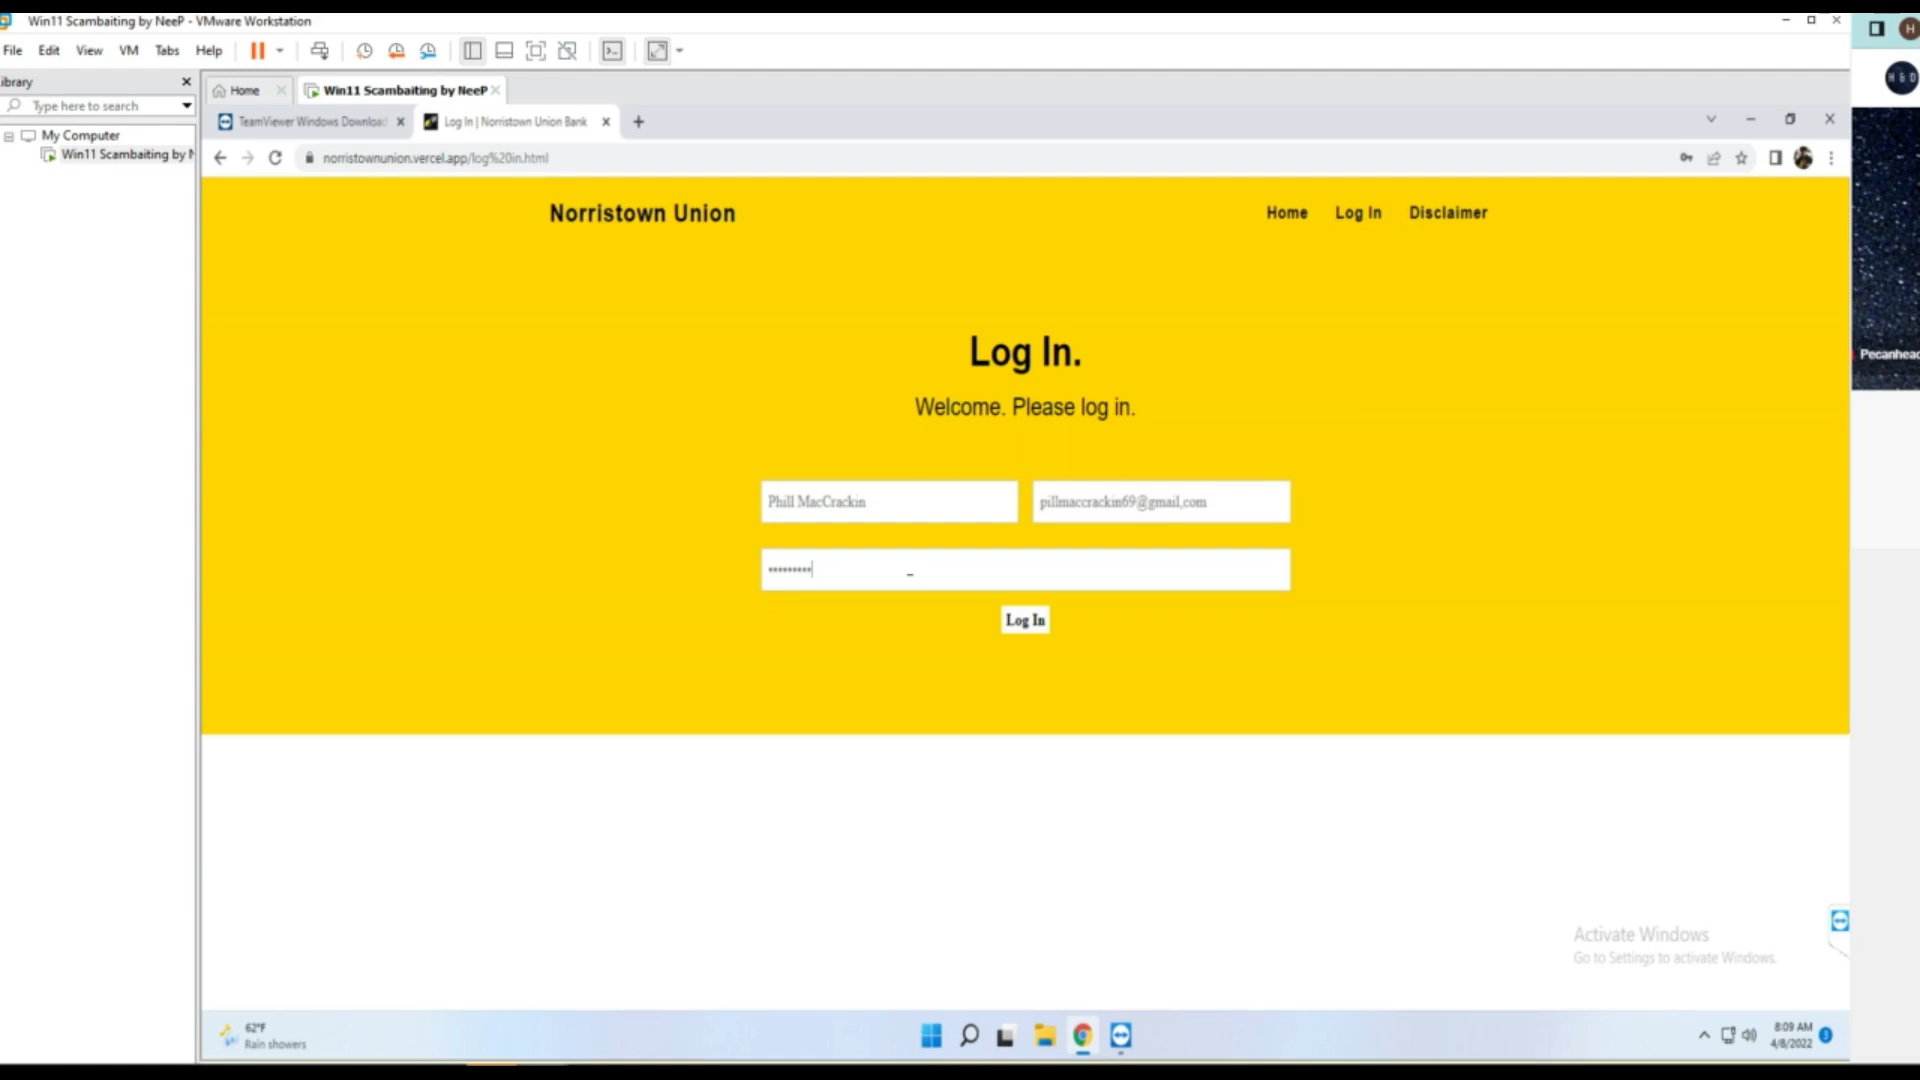 Win11 Scambaiting by NeeP - VMware Workstation
File Edit View VM Tabs Help
H
ibrary
Type here to search
My Computer
Win11 Scambaiting by N
Home
Win11 Scambaiting by NeeP
H & D
TeamViewer Windows Download
Log In | Norristown Union Bank
norristownunion.vercel.app/log%20in.html
Norristown Union
Home Log In Disclaimer
Log In.
Welcome. Please log in.
Phill MacCrackin
pillmaccrackin69@gmail,com
•••••••••
Log In
Pecanhead
Activate Windows
Go to Settings to activate Windows.
62°F
Rain showers
8:09 AM
4/8/2022